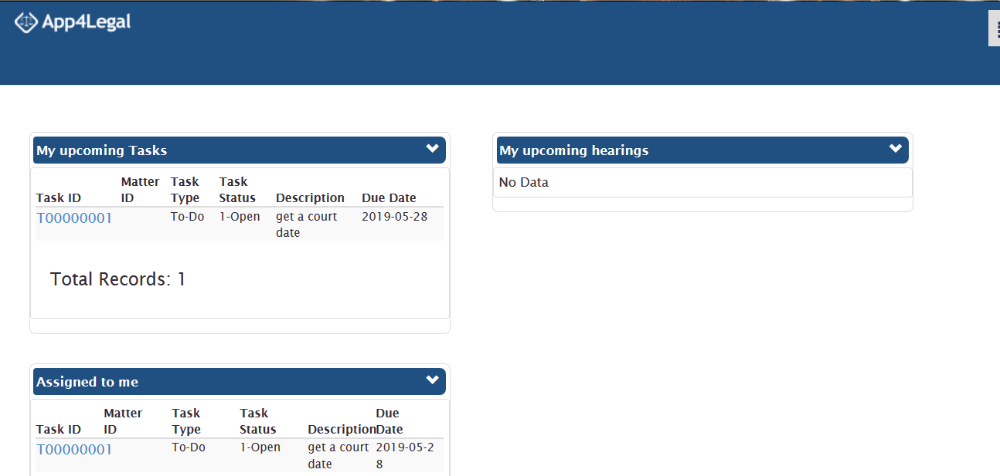 App4Legal
My upcoming Tasks
Task ID Matter ID Task Type Task Status Description Due Date
T00000001 To-Do 1-Open get a court date 2019-05-28
Total Records: 1
My upcoming hearings
No Data
Assigned to me
Task ID Matter ID Task Type Task Status Description Due Date
T00000001 To-Do 1-Open get a court date 2019-05-28